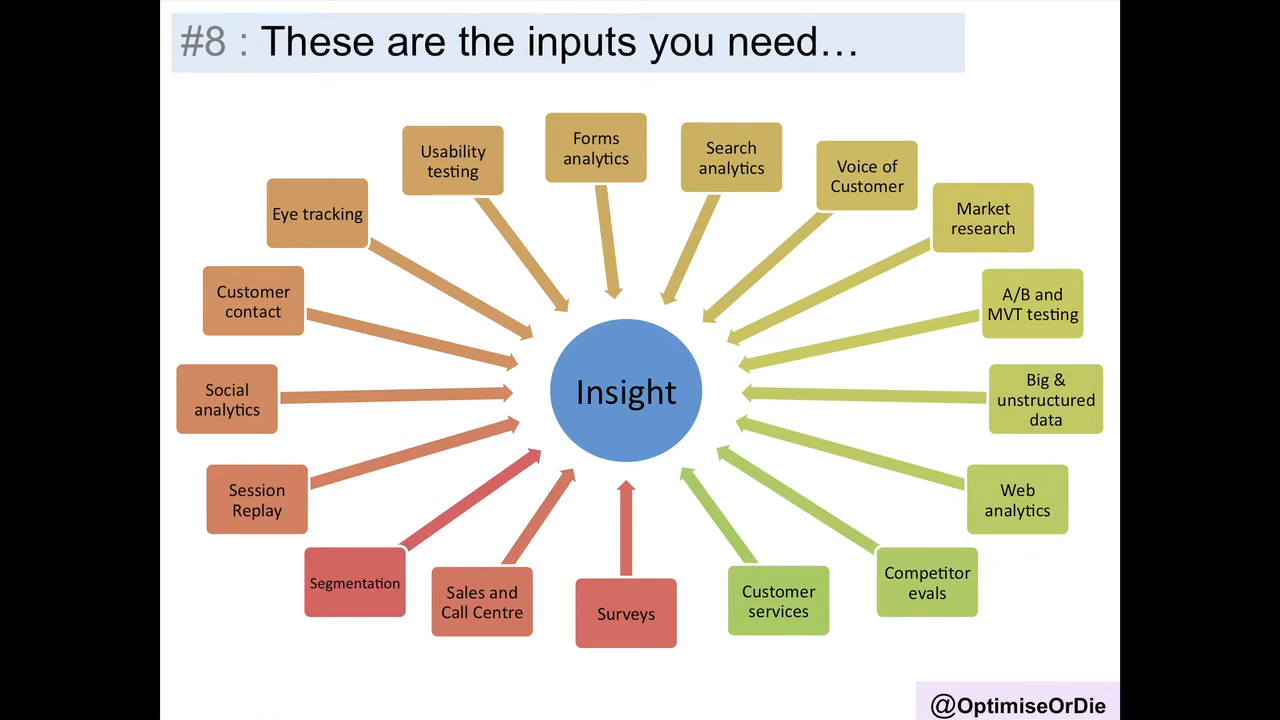 #8 : These are the inputs you need…
Forms
analytics
Search
analytics
Voice of
Customer
Market
research
A/B and
MVT testing
Big &
unstructured
data
Web
analytics
Competitor
evals
Customer
services
Surveys
Sales and
Call Centre
Segmentation
Session
Replay
Social
analytics
Customer
contact
Eye tracking
Usability
testing
Insight
@OptimiseOrDie